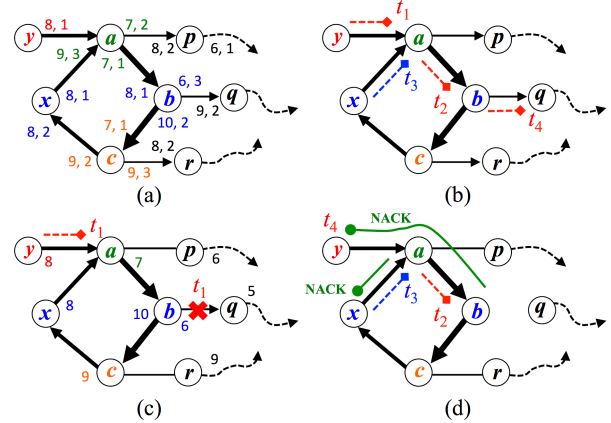 y 8, 1 a 7, 2 p 6, 1
9, 3 7, 1 8, 2
x 8, 1 8, 1 b 6, 3 q
9, 2
8, 2 7, 1 10, 2
9, 2 c 8, 2 r
9, 3
(a)
t1
y a p
x t3 t2 b q
t4
c r
(b)
t1
y a p
8 7 6
t1 5
x 8 10 b 6 q
9 c r 9
(c)
t4 NACK
y a p
NACK t3 t2
x b q
c r
(d)